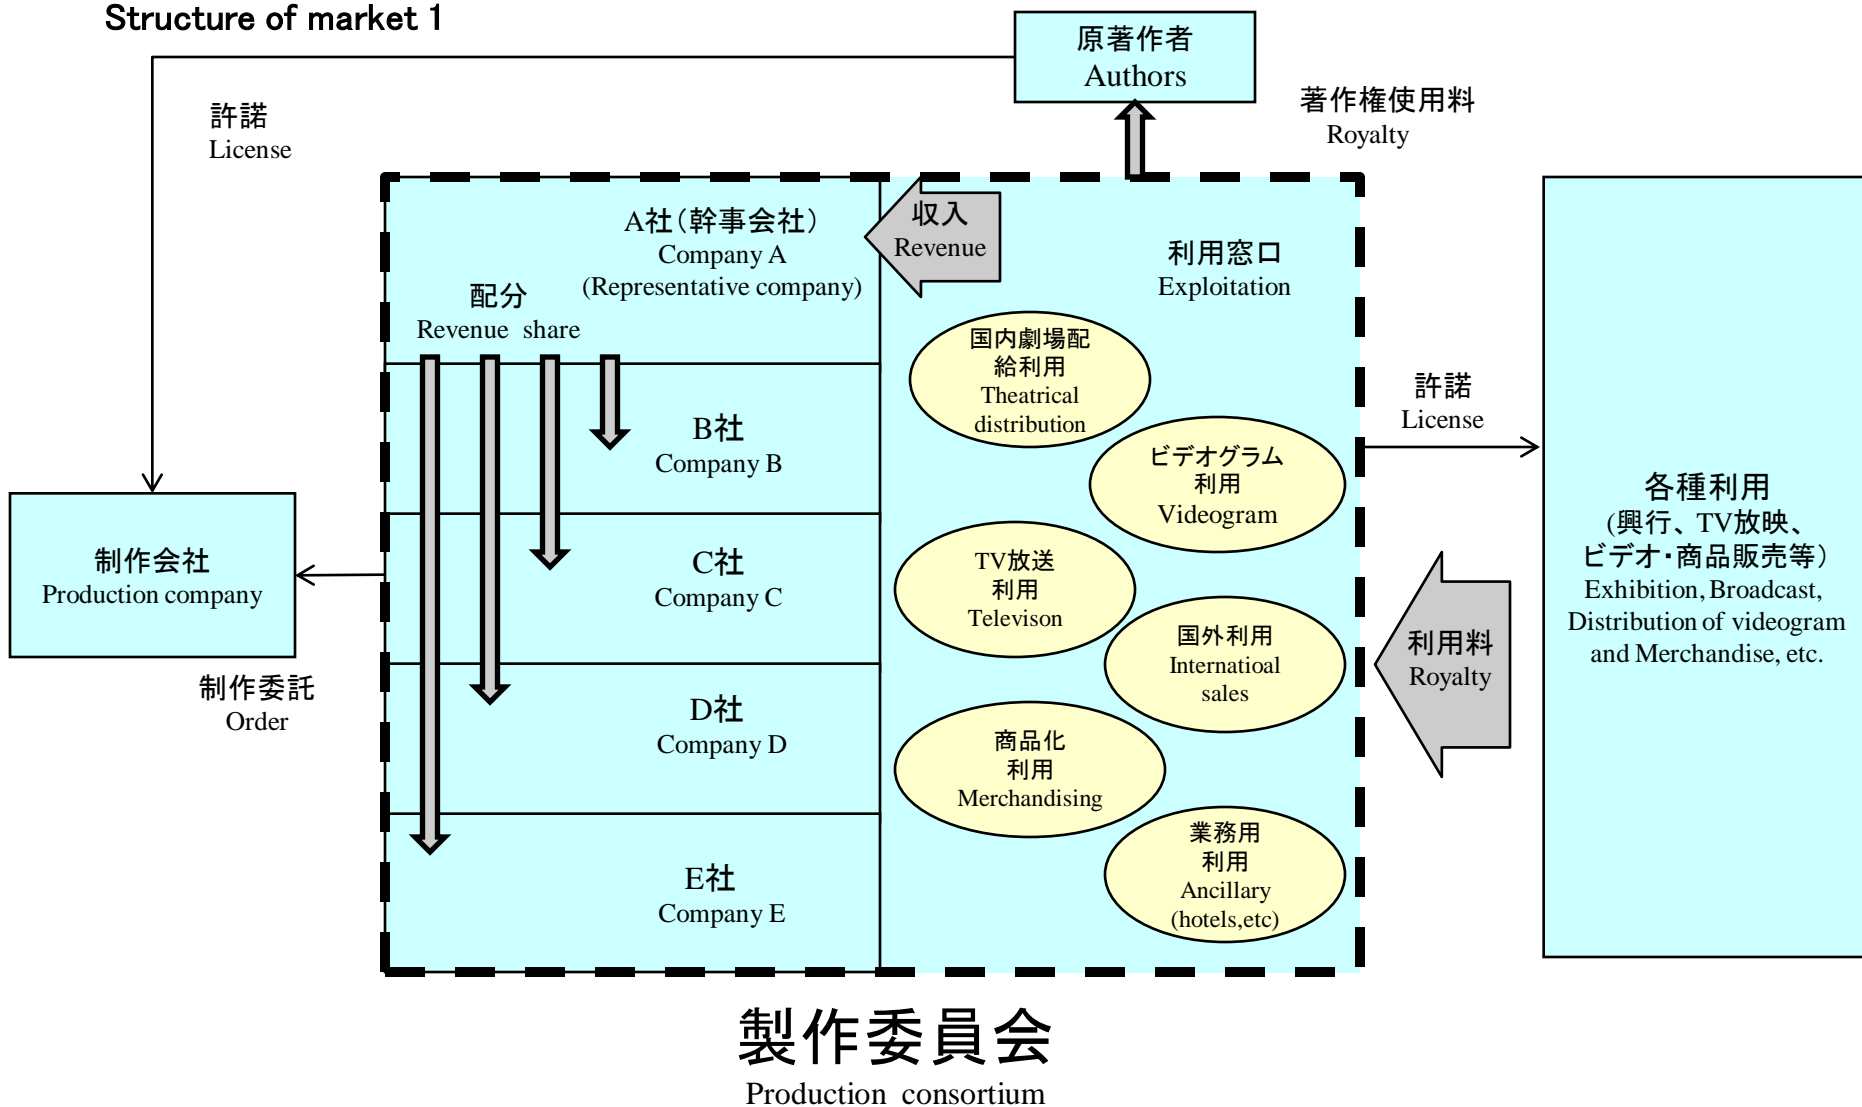 Structure of market 1
原著作者
Authors
許諾
License
著作権使用料
Royalty
A社（幹事会社）
Company A
(Representative company)
収入
Revenue
利用窓口
Exploitation
配分
Revenue share
国内劇場配
給利用
Theatrical
distribution
B社
Company B
ビデオグラム
利用
Videogram
許諾
License
各種利用
(興行、TV放映、
ビデオ・商品販売等）
Exhibition, Broadcast,
Distribution of videogram
and Merchandise, etc.
制作会社
Production company
C社
Company C
TV放送
利用
Televison
国外利用
Internatioal
sales
利用料
Royalty
制作委託
Order
D社
Company D
商品化
利用
Merchandising
業務用
利用
Ancillary
(hotels,etc)
E社
Company E
製作委員会
Production consortium